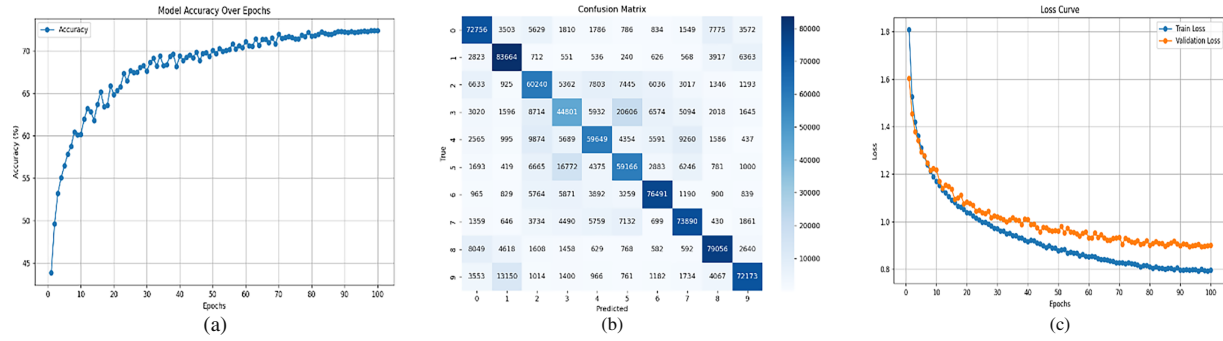 Model Accuracy Over Epochs
Accuracy
Accuracy (%)
70
65
60
55
50
45
0 10 20 30 40 50 60 70 80 90 100
Epochs
(a)
Confusion Matrix
True
0 72756 3503 5629 1810 1786 786 834 1549 7775 3572
1 2823 83664 712 551 536 240 626 568 3917 6363
2 6633 925 60240 5362 7803 7445 6036 3017 1346 1193
3 3020 1596 8714 44801 5932 20606 6574 5094 2018 1645
4 2565 995 9874 5689 59649 4354 5591 9260 1586 437
5 1693 419 6665 16772 4375 59166 2883 6246 781 1000
6 965 829 5764 5871 3892 3259 76491 1190 900 839
7 1359 646 3734 4490 5759 7132 699 73890 430 1861
8 8049 4618 1608 1458 629 768 582 592 79056 2640
9 3553 13150 1014 1400 966 761 1182 1734 4067 72173
0 1 2 3 4 5 6 7 8 9
Predicted
80000
70000
60000
50000
40000
30000
20000
10000
(b)
Loss Curve
Train Loss
Validation Loss
Loss
1.8
1.6
1.4
1.2
1.0
0.8
0 10 20 30 40 50 60 70 80 90 100
Epochs
(c)